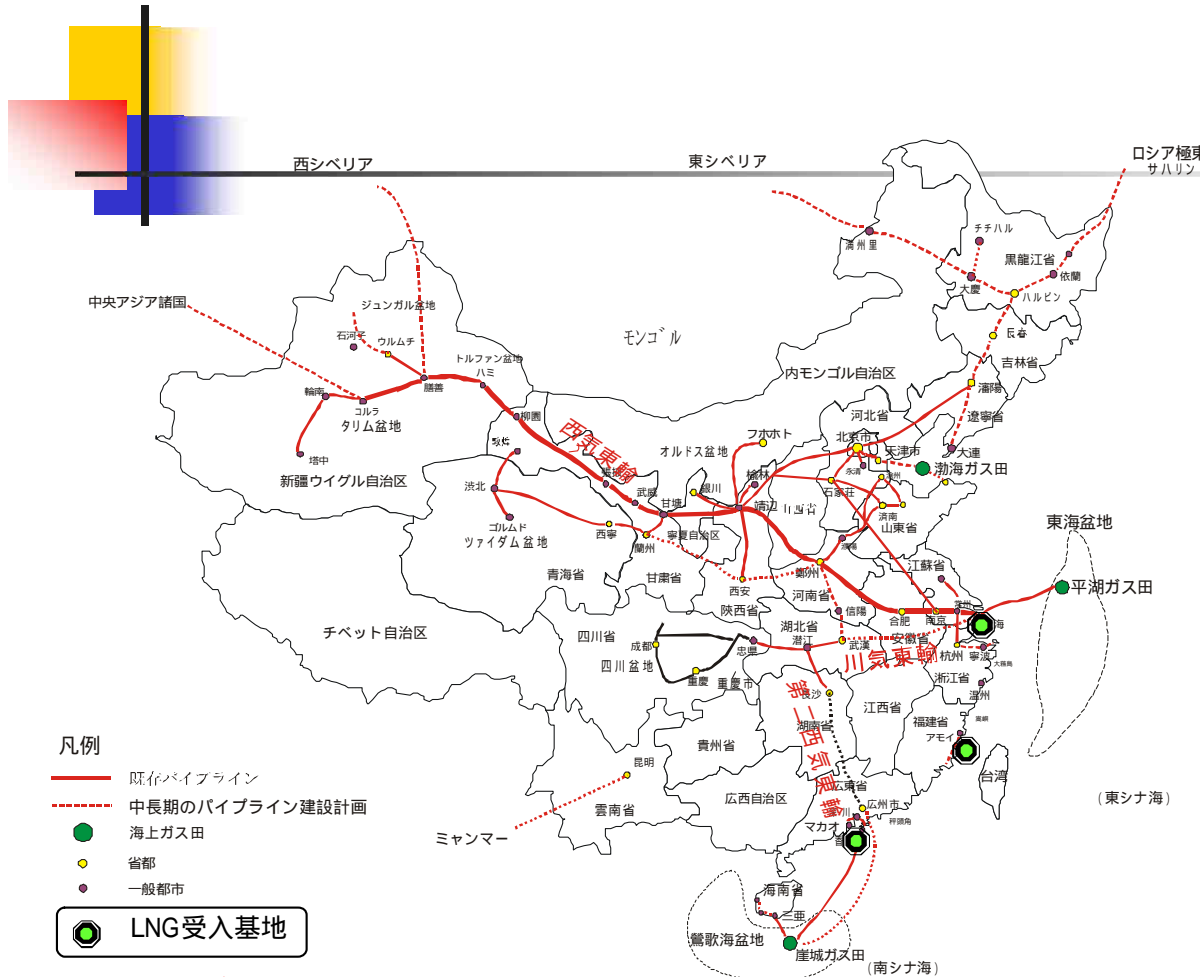 西シベリア
東シベリア
ロシア極東
サハリン
チチハル
満州里
黒龍江省
大慶
依蘭
ハルビン
中央アジア諸国
ジュンガル盆地
石河子
ウルムチ
モンゴル
長春
吉林省
トルファン盆地
ハミ
膳善
内モンゴル自治区
瀋陽
輪南
コルラ
タリム盆地
柳園
河北省
遼寧省
西気東輸
フホホト
北京市
天津市
大連
敦煌
オルドス盆地
永清
渤海ガス田
塔中
新疆ウイグル自治区
楡林
石家荘
洪北
武威
甘塘
銀川
靖辺
済南
山東省
ゴルムド
ツァイダム盆地
西寧
蘭州
寧夏自治区
東海盆地
青海省
甘粛省
西安
鄭州
江蘇省
平湖ガス田
河南省
陝西省
信陽
合肥
南京
チベット自治区
四川省
成都
四川盆地
湖北省
潜江
忠県
武漢
安徽省
川気東輸
杭州
寧波
重慶
重慶市
浙江省
温州
第二西気東輸
長沙
湖南省
江西省
福建省
アモイ
台湾
貴州省
昆明
雲南省
広西自治区
広東省
広州市
マカオ
秤頭角
(東シナ海)
ミャンマー
海南省
三亜
鶯歌海盆地
崖城ガス田
(南シナ海)
凡例
既存パイプライン
中長期のパイプライン建設計画
海上ガス田
省都
一般都市
LNG受入基地